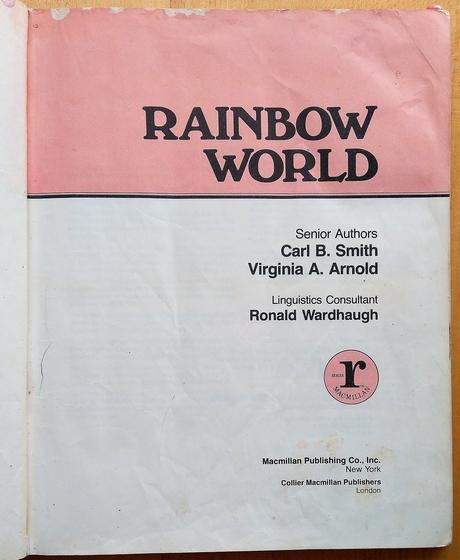 RAINBOW
WORLD
Senior Authors
Carl B. Smith
Virginia A. Arnold
Linguistics Consultant
Ronald Wardhaugh
SERIES r
MACMILLAN
Macmillan Publishing Co., Inc.
New York
Collier Macmillan Publishers
London